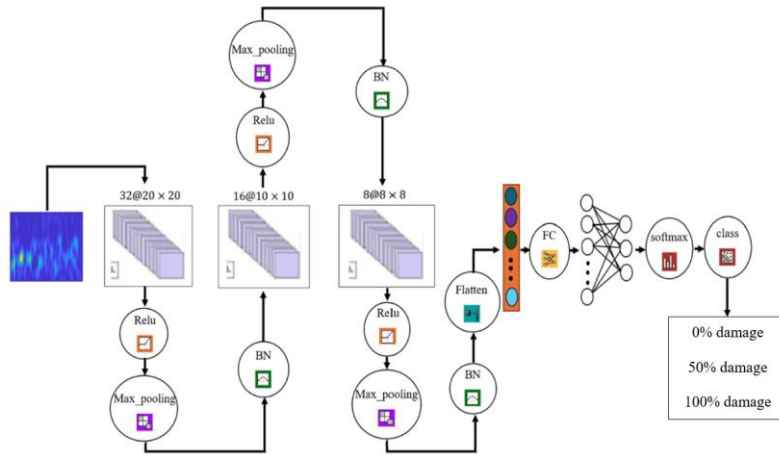 32@20 × 20
Relu
Max_pooling
BN
16@10 × 10
Relu
Max_pooling
BN
8@8 × 8
Relu
Max_pooling
BN
Flatten
FC
softmax
class
0% damage
50% damage
100% damage